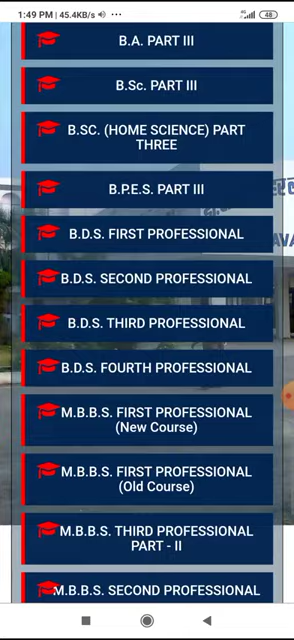 1:49 PM | 45.4KB/s
48
B.A. PART III
B.Sc. PART III
B.SC. (HOME SCIENCE) PART
THREE
B.P.E.S. PART III
B.D.S. FIRST PROFESSIONAL
B.D.S. SECOND PROFESSIONAL
B.D.S. THIRD PROFESSIONAL
B.D.S. FOURTH PROFESSIONAL
M.B.B.S. FIRST PROFESSIONAL
(New Course)
M.B.B.S. FIRST PROFESSIONAL
(Old Course)
M.B.B.S. THIRD PROFESSIONAL
PART - II
M.B.B.S. SECOND PROFESSIONAL